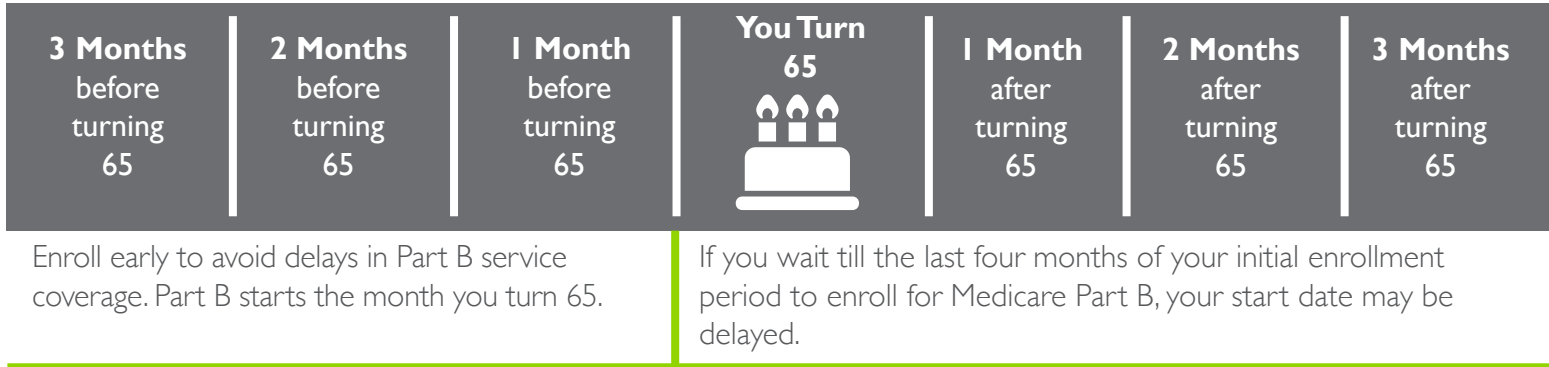 3 Months
before
turning
65
2 Months
before
turning
65
1 Month
before
turning
65
You Turn
65
1 Month
after
turning
65
2 Months
after
turning
65
3 Months
after
turning
65
Enroll early to avoid delays in Part B service
coverage. Part B starts the month you turn 65.
If you wait till the last four months of your initial enrollment
period to enroll for Medicare Part B, your start date may be
delayed.